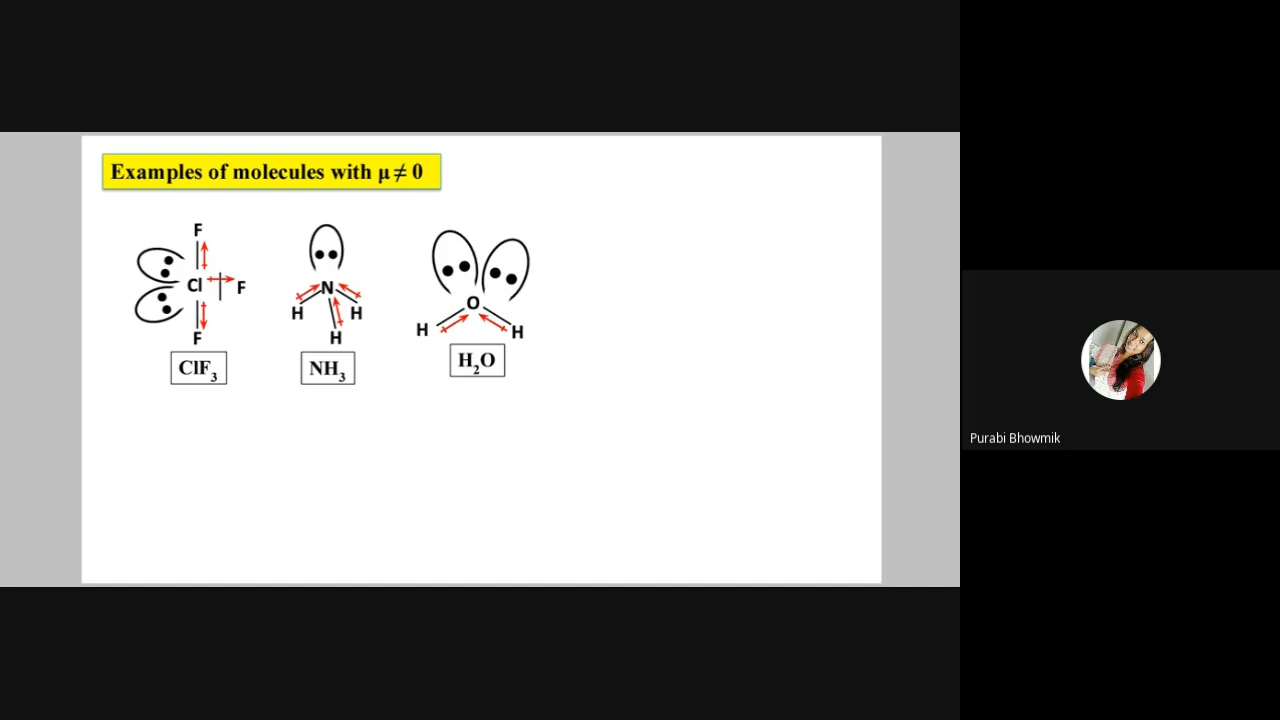 Examples of molecules with μ ≠ 0
F
Cl F
F
ClF₃
N
H H
H
NH₃
O
H H
H₂O
Purabi Bhowmik